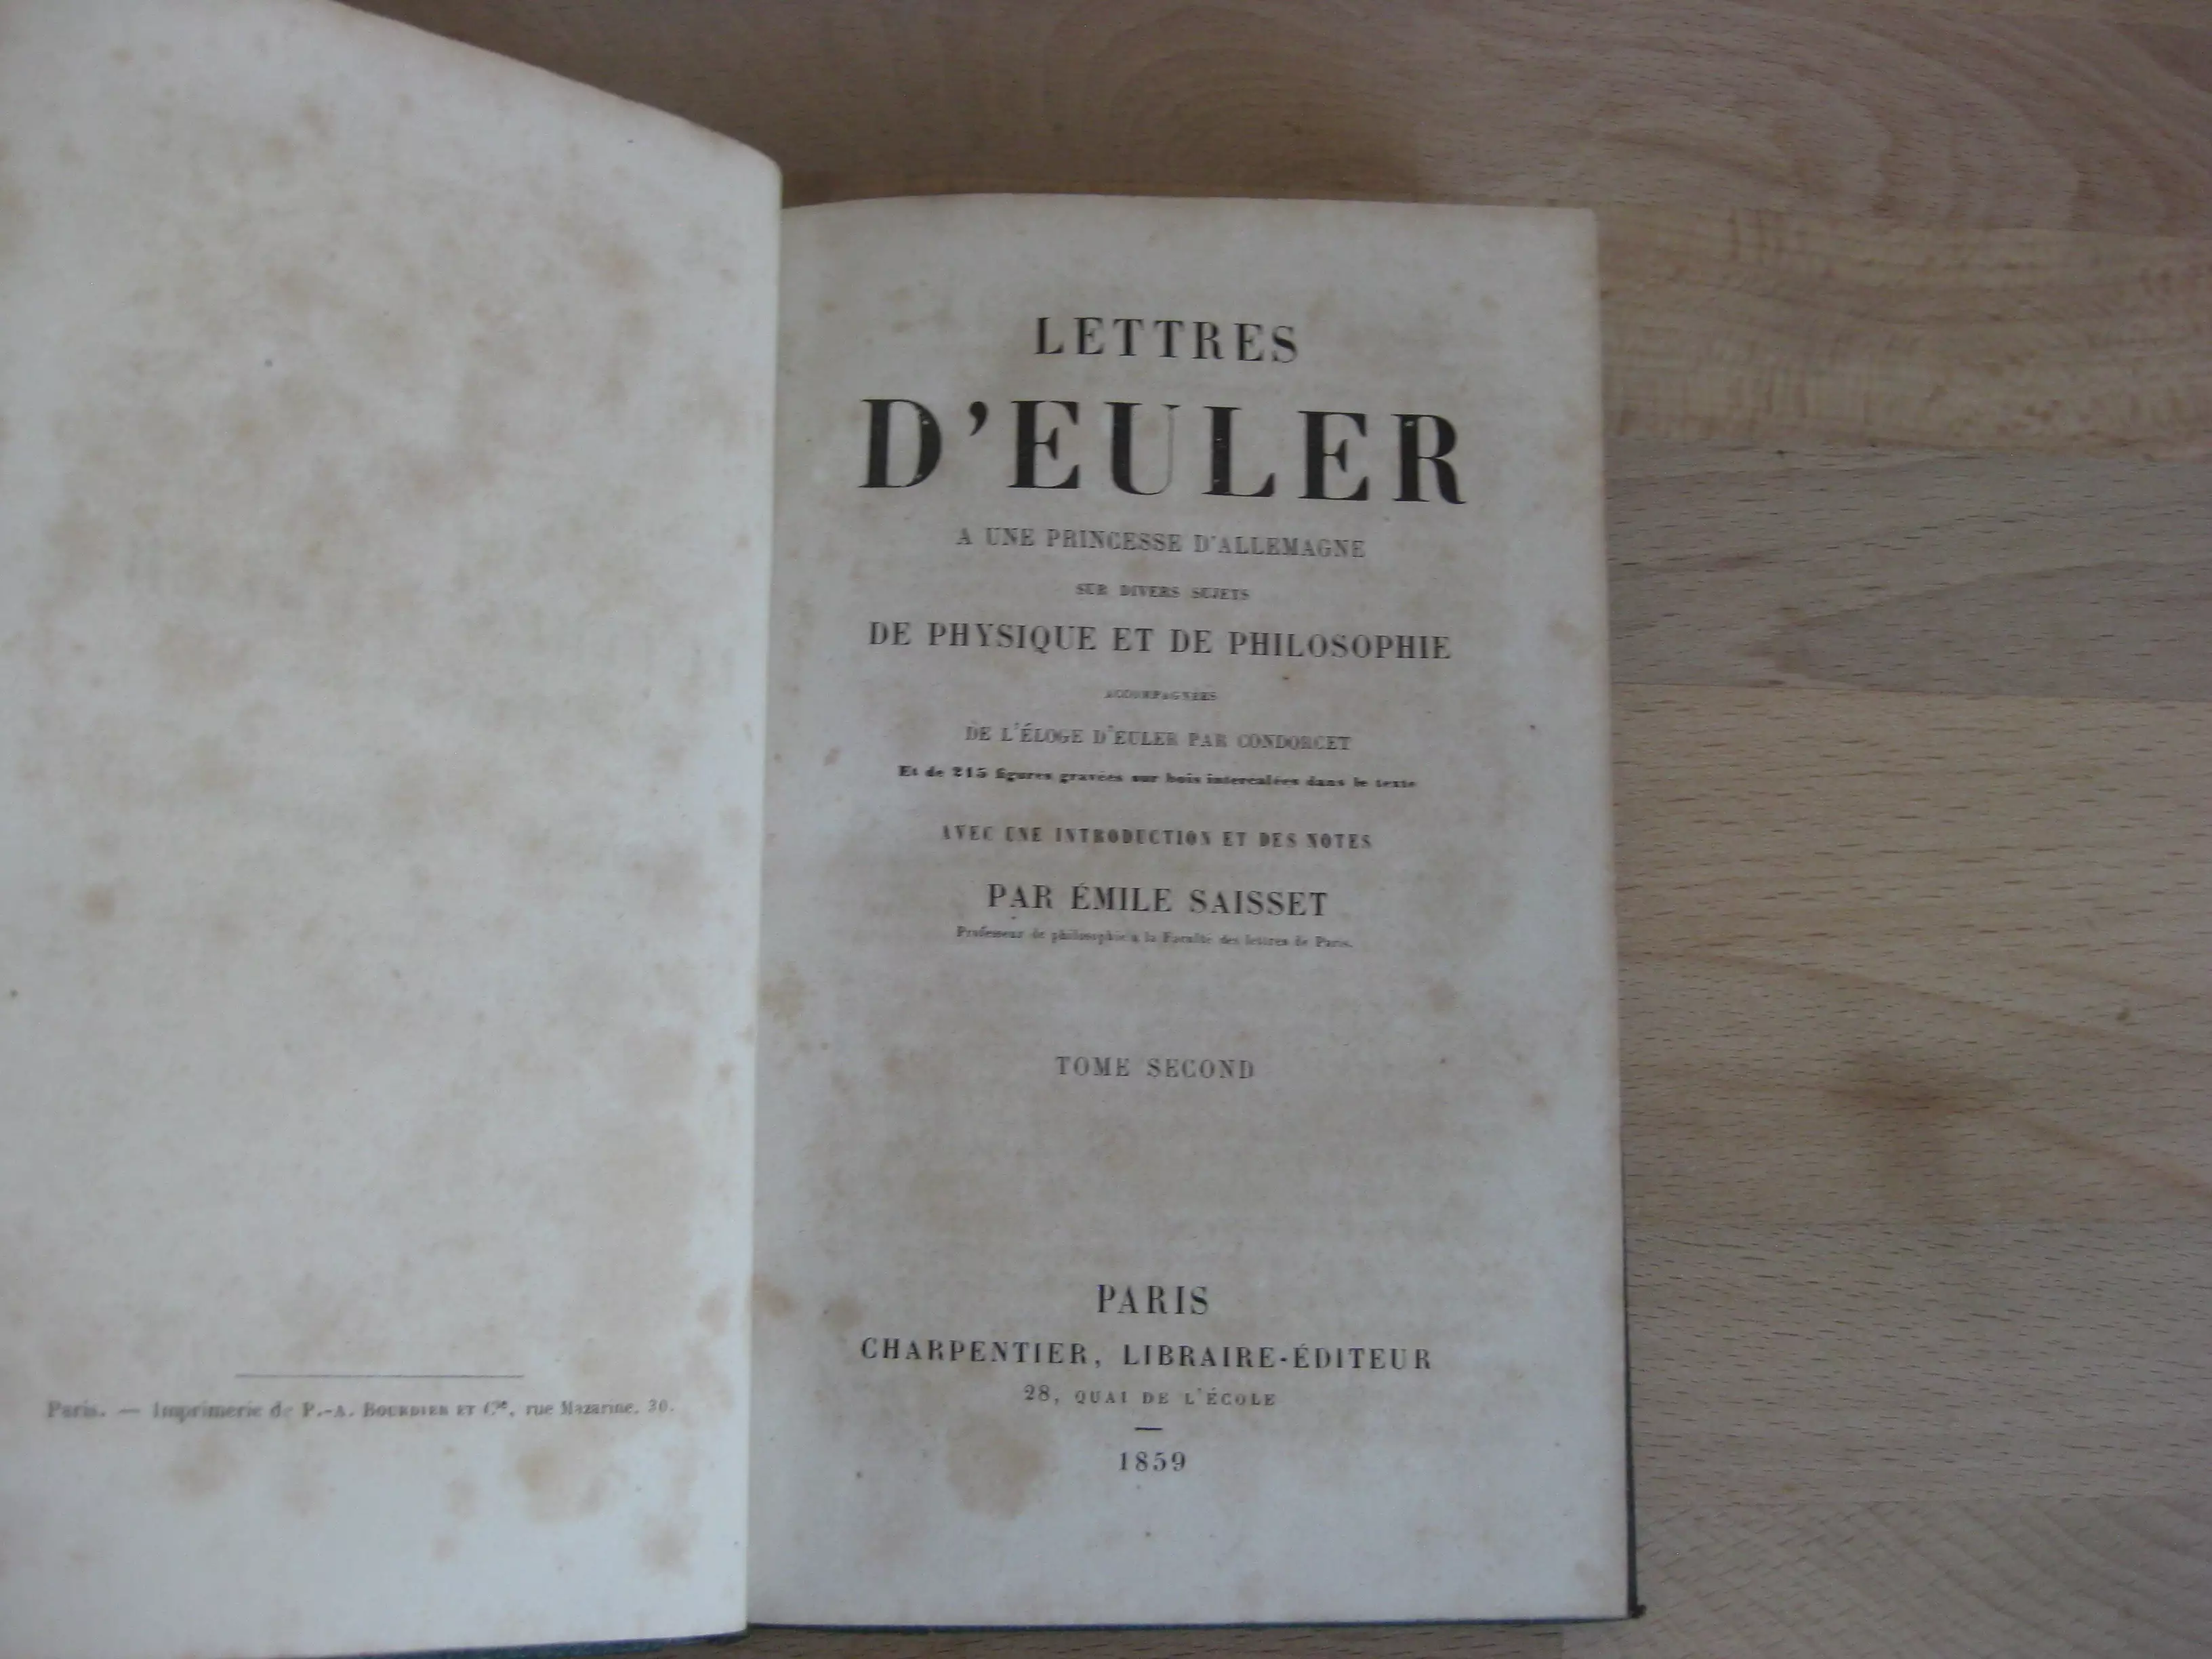 Paris. — Imprimerie de P.-A. BOURDIER ET Cie, rue Mazarine, 30.
LETTRES
D'EULER
A UNE PRINCESSE D'ALLEMAGNE
SUR DIVERS SUJETS
DE PHYSIQUE ET DE PHILOSOPHIE
ACCOMPAGNÉES
DE L'ÉLOGE D'EULER PAR CONDORCET
Et de 215 figures gravées sur bois intercalées dans le texte
AVEC UNE INTRODUCTION ET DES NOTES
PAR ÉMILE SAISSET
Professeur de philosophie à la Faculté des lettres de Paris.
TOME SECOND
PARIS
CHARPENTIER, LIBRAIRE-ÉDITEUR
28, QUAI DE L'ÉCOLE
1859